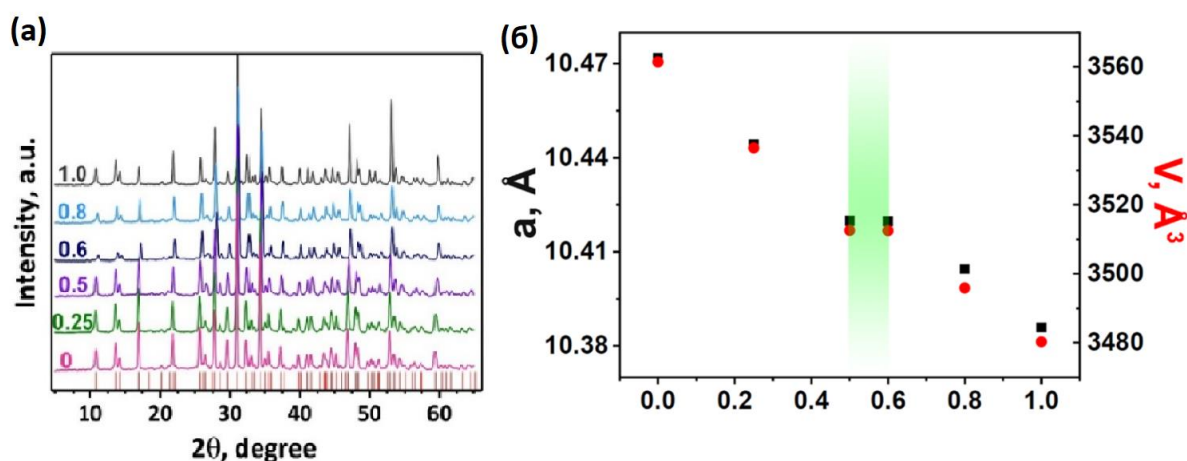 (а)
Intensity, a.u.
1.0
0.8
0.6
0.5
0.25
0
10 20 30 40 50 60
2θ, degree
(б)
a, Å
10.47
10.44
10.41
10.38
0.0 0.2 0.4 0.6 0.8 1.0
3560
3540
3520
3500
3480
V, Å³